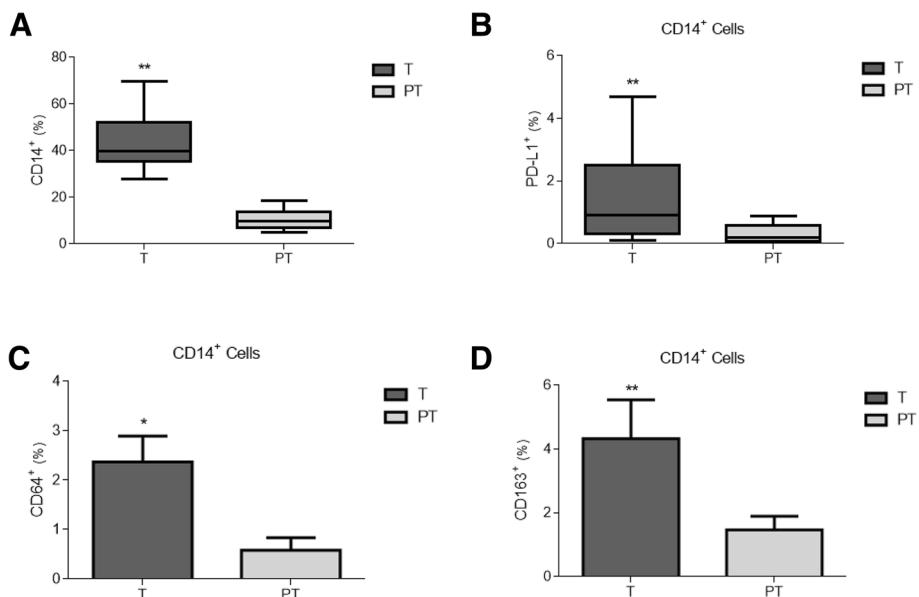 A
80
60
40
20
0
CD14+ (%)
**
T
PT
T
PT
B
CD14+ Cells
6
4
2
0
PD-L1+ (%)
**
T
PT
T
PT
C
CD14+ Cells
4
3
2
1
0
CD64+ (%)
*
T
PT
T
PT
D
CD14+ Cells
6
4
2
0
CD163+ (%)
**
T
PT
T
PT